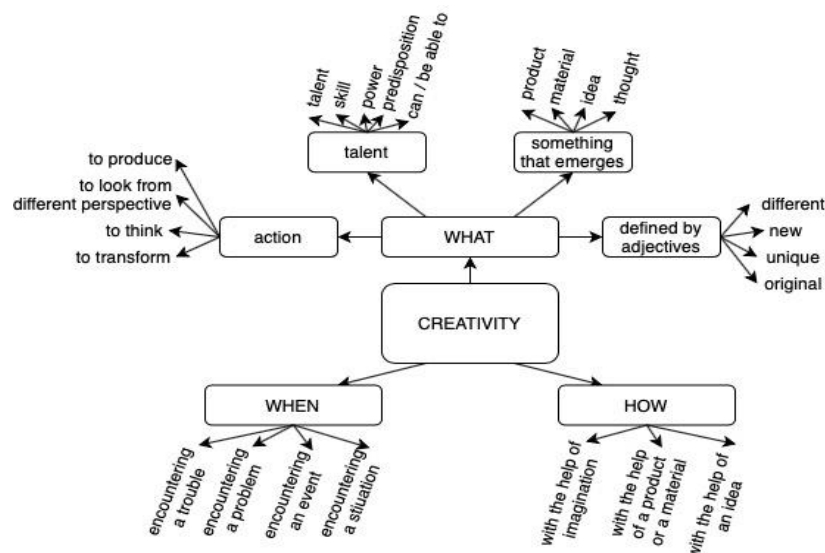 talent
skill
power
predisposition
can / be able to
product
material
idea
thought
talent
something
that emerges
to produce
to look from
different perspective
to think
to transform
action
WHAT
defined by
adjectives
different
new
unique
original
CREATIVITY
WHEN
HOW
encountering
a trouble
encountering
a problem
encountering
an event
encountering
a stiuation
with the help of
imagination
with the help
of a product
or a material
with the help of
an idea